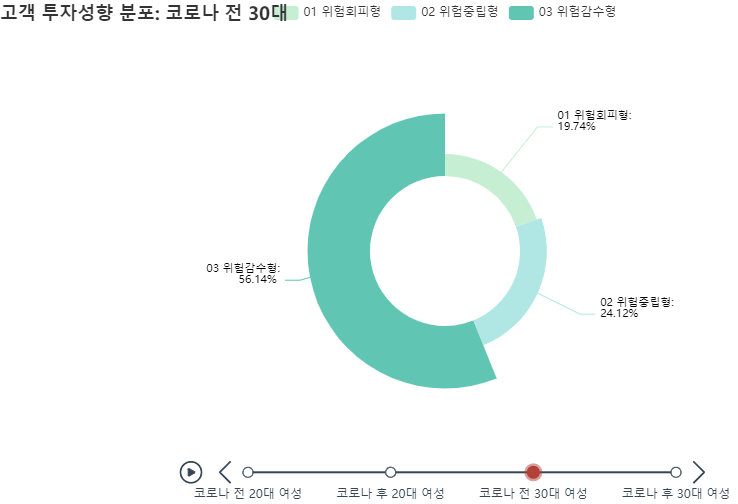 고객 투자성향 분포: 코로나 전 30대
01 위험회피형 02 위험중립형 03 위험감수형
01 위험회피형:
19.74%
03 위험감수형:
56.14%
02 위험중립형:
24.12%
코로나 전 20대 여성 코로나 후 20대 여성 코로나 전 30대 여성 코로나 후 30대 여성